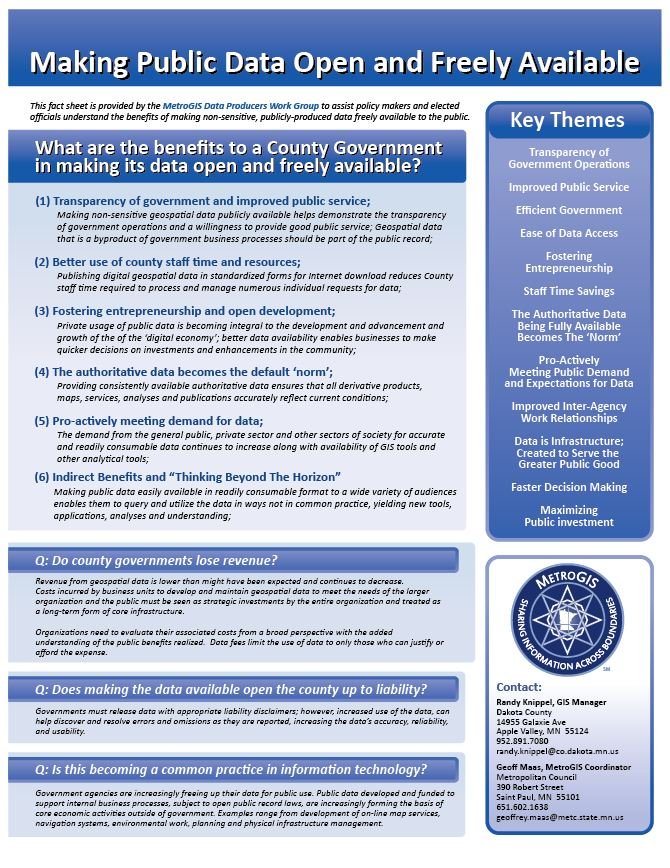 Making Public Data Open and Freely Available
This fact sheet is provided by the MetroGIS Data Producers Work Group to assist policy makers and elected
officials understand the benefits of making non-sensitive, publicly-produced data freely available to the public.
What are the benefits to a County Government
in making its data open and freely available?
(1) Transparency of government and improved public service;
Making non-sensitive geospatial data publicly available helps demonstrate the transparency
of government operations and a willingness to provide good public service; Geospatial data
that is a byproduct of government business processes should be part of the public record;
(2) Better use of county staff time and resources;
Publishing digital geospatial data in standardized forms for Internet download reduces County
staff time required to process and manage numerous individual requests for data;
(3) Fostering entrepreneurship and open development;
Private usage of public data is becoming integral to the development and advancement and
growth of the of the ‘digital economy’; better data availability enables businesses to make
quicker decisions on investments and enhancements in the community;
(4) The authoritative data becomes the default ‘norm’;
Providing consistently available authoritative data ensures that all derivative products,
maps, services, analyses and publications accurately reflect current conditions;
(5) Pro-actively meeting demand for data;
The demand from the general public, private sector and other sectors of society for accurate
and readily consumable data continues to increase along with availability of GIS tools and
other analytical tools;
(6) Indirect Benefits and “Thinking Beyond The Horizon”
Making public data easily available in readily consumable format to a wide variety of audiences
enables them to query and utilize the data in ways not in common practice, yielding new tools,
applications, analyses and understanding;
Q: Do county governments lose revenue?
Revenue from geospatial data is lower than might have been expected and continues to decrease.
Costs incurred by business units to develop and maintain geospatial data to meet the needs of the larger
organization and the public must be seen as strategic investments by the entire organization and treated as
a long-term form of core infrastructure.
Organizations need to evaluate their associated costs from a broad perspective with the added
understanding of the public benefits realized. Data fees limit the use of data to only those who can justify or
afford the expense.
Q: Does making the data available open the county up to liability?
Governments must release data with appropriate liability disclaimers; however, increased use of the data, can
help discover and resolve errors and omissions as they are reported, increasing the data’s accuracy, reliability,
and usability.
Q: Is this becoming a common practice in information technology?
Government agencies are increasingly freeing up their data for public use. Public data developed and funded to
support internal business processes, subject to open public record laws, are increasingly forming the basis of
core economic activities outside of government. Examples range from development of on-line map services,
navigation systems, environmental work, planning and physical infrastructure management.
Key Themes
Transparency of
Government Operations
Improved Public Service
Efficient Government
Ease of Data Access
Fostering
Entrepreneurship
Staff Time Savings
The Authoritative Data
Being Fully Available
Becomes The ‘Norm’
Pro-Actively
Meeting Public Demand
and Expectations for Data
Improved Inter-Agency
Work Relationships
Data is Infrastructure;
Created to Serve the
Greater Public Good
Faster Decision Making
Maximizing
Public investment
METROGIS
SHARING INFORMATION ACROSS BOUNDARIES
SM
Contact:
Randy Knippel, GIS Manager
Dakota County
14955 Galaxie Ave
Apple Valley, MN 55124
952.891.7080
randy.knippel@co.dakota.mn.us
Geoff Maas, MetroGIS Coordinator
Metropolitan Council
390 Robert Street
Saint Paul, MN 55101
651.602.1638
geoffrey.maas@metc.state.mn.us